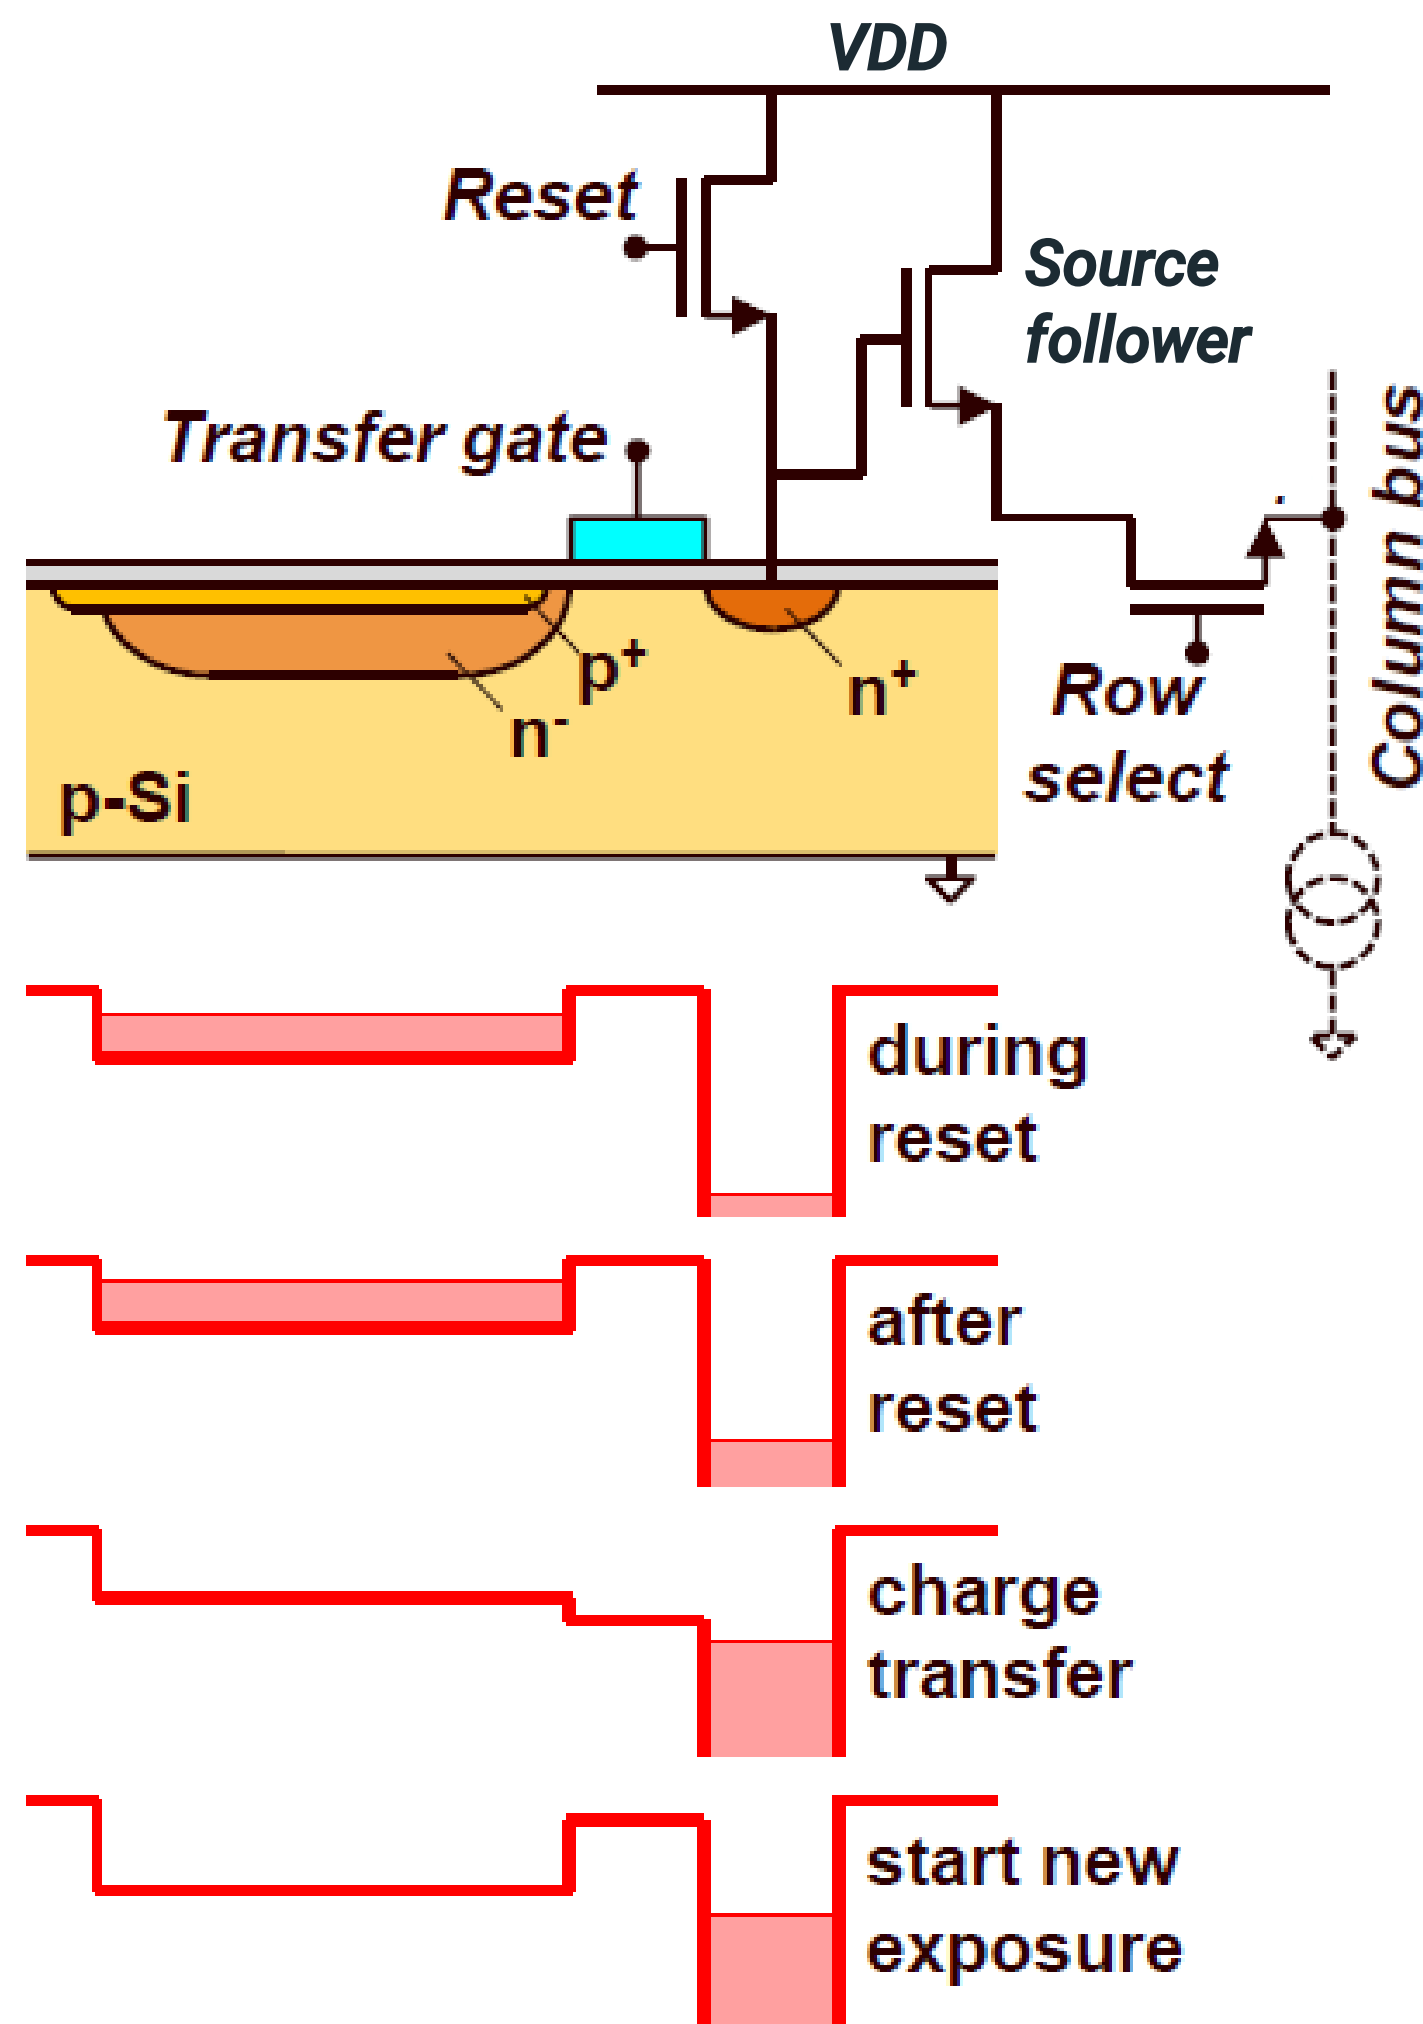 VDD
Reset
Source
follower
Transfer gate
Column bus
p+
n+
n-
Row
select
p-Si
during
reset
after
reset
charge
transfer
start new
exposure